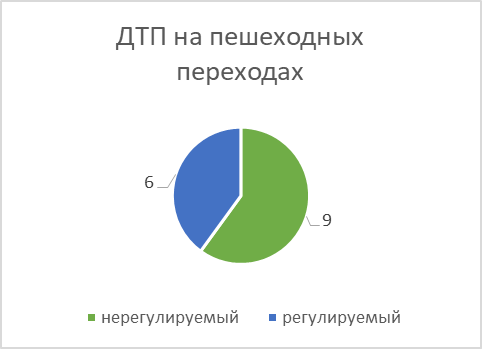 ДТП на пешеходных
переходах
6
9
нерегулируемый
регулируемый